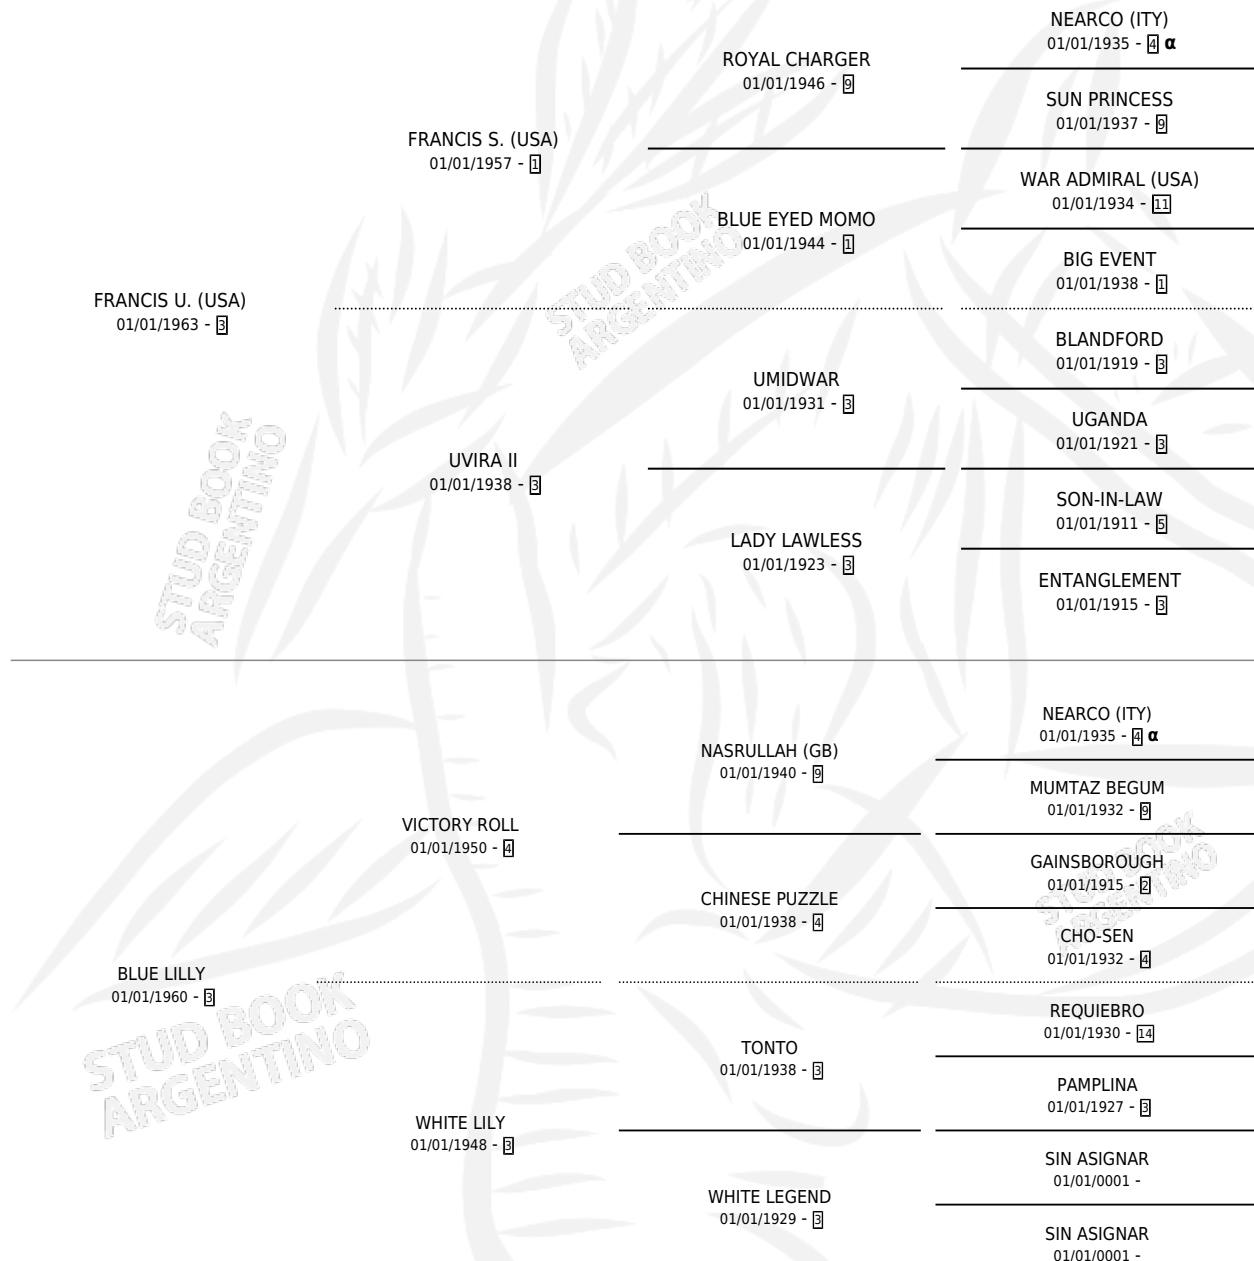 NEARCO (ITY)
01/01/1935 - 4 α
ROYAL CHARGER
01/01/1946 - 9
SUN PRINCESS
01/01/1937 - 9
FRANCIS S. (USA)
01/01/1957 - 1
WAR ADMIRAL (USA)
01/01/1934 - 11
BLUE EYED MOMO
01/01/1944 - 1
BIG EVENT
01/01/1938 - 1
STUD BOOK
ARGENTINO
FRANCIS U. (USA)
01/01/1963 - 3
BLANDFORD
01/01/1919 - 3
UMIDWAR
01/01/1931 - 3
UGANDA
01/01/1921 - 3
UVIRA II
01/01/1938 - 3
SON-IN-LAW
01/01/1911 - 5
LADY LAWLESS
01/01/1923 - 3
ENTANGLEMENT
01/01/1915 - 3
STUD BOOK
ARGENTINO
NEARCO (ITY)
01/01/1935 - 4 α
NASRULLAH (GB)
01/01/1940 - 9
MUMTAZ BEGUM
01/01/1932 - 9
VICTORY ROLL
01/01/1950 - 4
GAINSBOROUGH
01/01/1915 - 2
STUD BOOK
ARGENTINO
CHINESE PUZZLE
01/01/1938 - 4
CHO-SEN
01/01/1932 - 4
BLUE LILLY
01/01/1960 - 3
REQUIEBRO
01/01/1930 - 14
STUD BOOK
ARGENTINO
TONTO
01/01/1938 - 3
PAMPLINA
01/01/1927 - 3
WHITE LILY
01/01/1948 - 3
SIN ASIGNAR
01/01/0001 -
WHITE LEGEND
01/01/1929 - 3
SIN ASIGNAR
01/01/0001 -